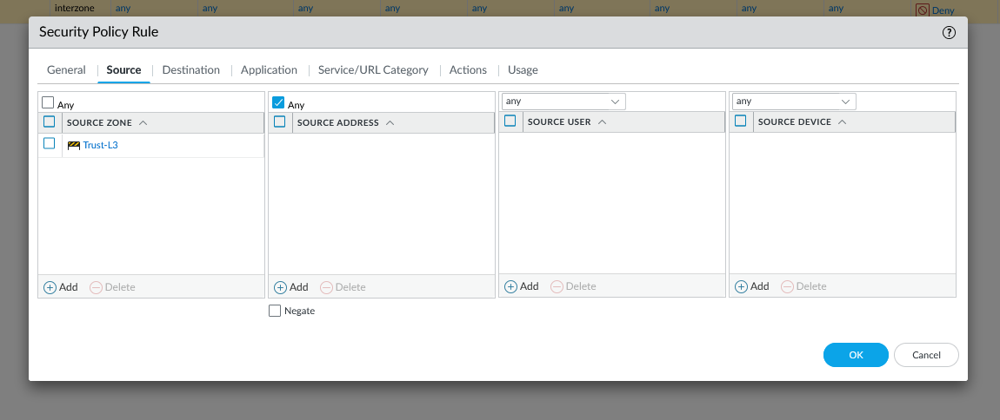 interzone any any any any any any any any any Deny
Security Policy Rule
General Source Destination Application Service/URL Category Actions Usage
Any Any any any
SOURCE ZONE SOURCE ADDRESS SOURCE USER SOURCE DEVICE
Trust-L3
Add Delete Add Delete Add Delete Add Delete
Negate
OK Cancel